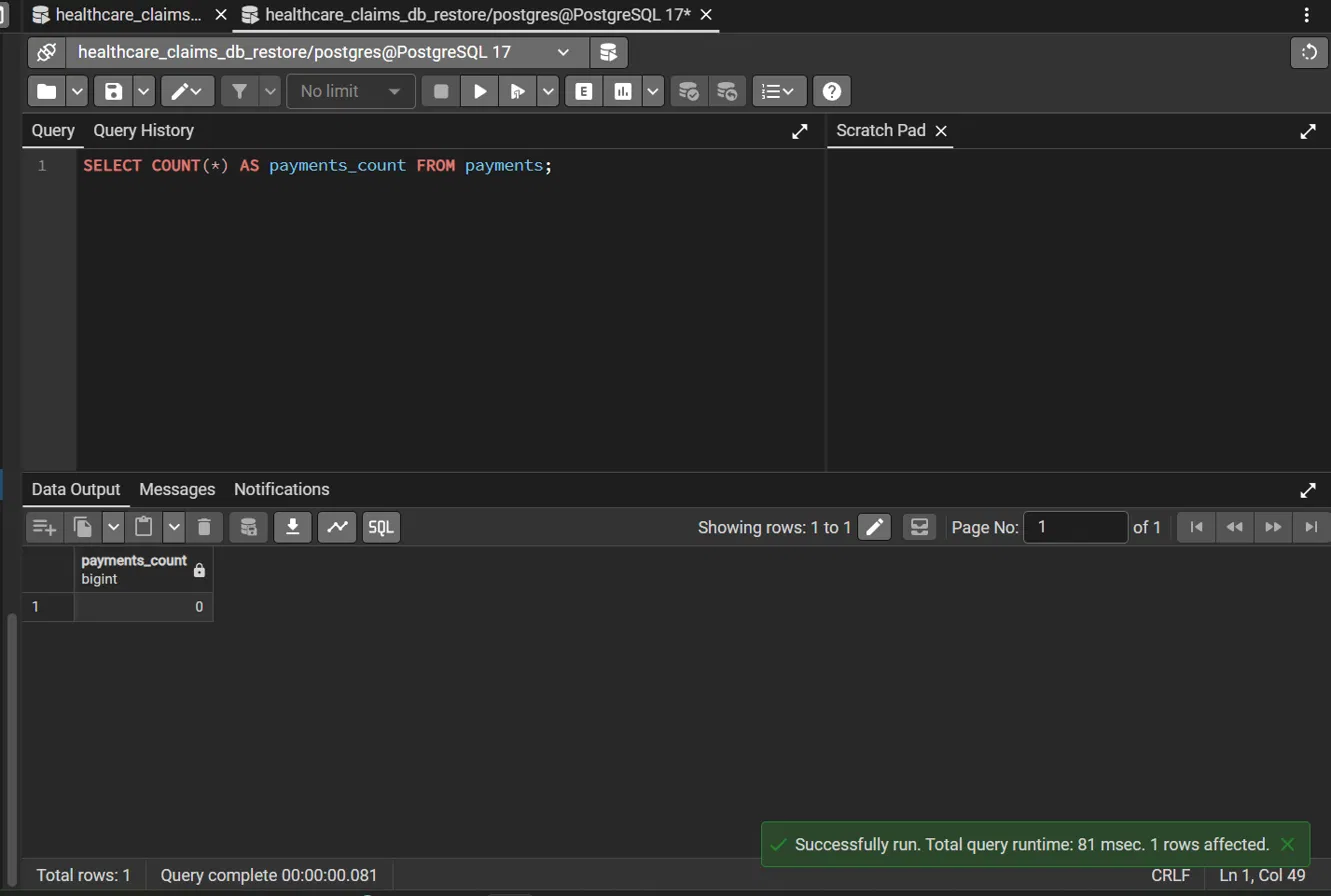 healthcare_claims...
healthcare_claims_db_restore/postgres@PostgreSQL 17*
healthcare_claims_db_restore/postgres@PostgreSQL 17
No limit
E
Query
Query History
Scratch Pad
1
SELECT COUNT(*) AS payments_count FROM payments;
Data Output
Messages
Notifications
SQL
Showing rows: 1 to 1
Page No:
1
of 1
payments_count
bigint
1
0
Successfully run. Total query runtime: 81 msec. 1 rows affected.
Total rows: 1
Query complete 00:00:00.081
CRLF
Ln 1, Col 49